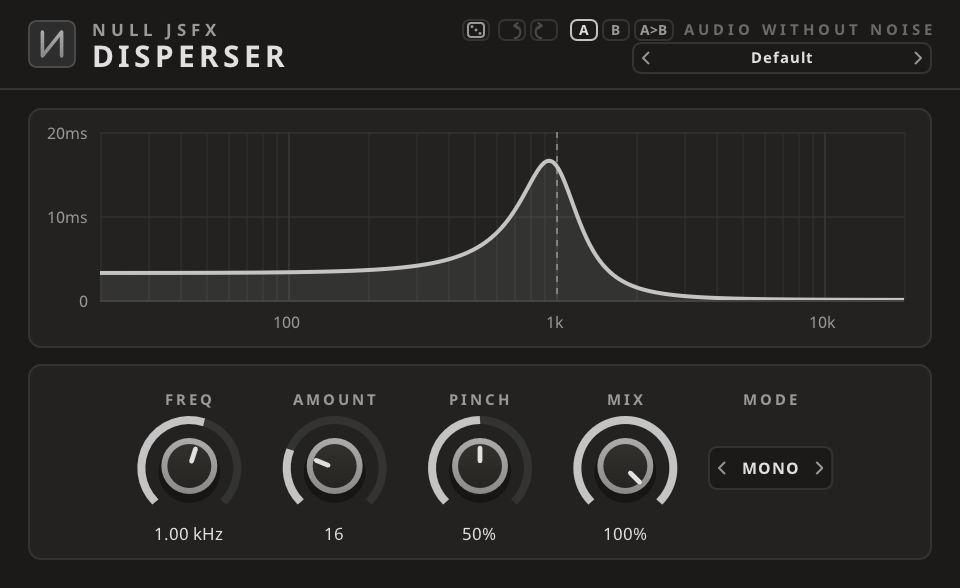 NULL JSFX
DISPERSER
A B A>B AUDIO WITHOUT NOISE
Default
20ms
10ms
0
100 1k 10k
FREQ AMOUNT PINCH MIX MODE
MONO
1.00 kHz 16 50% 100%